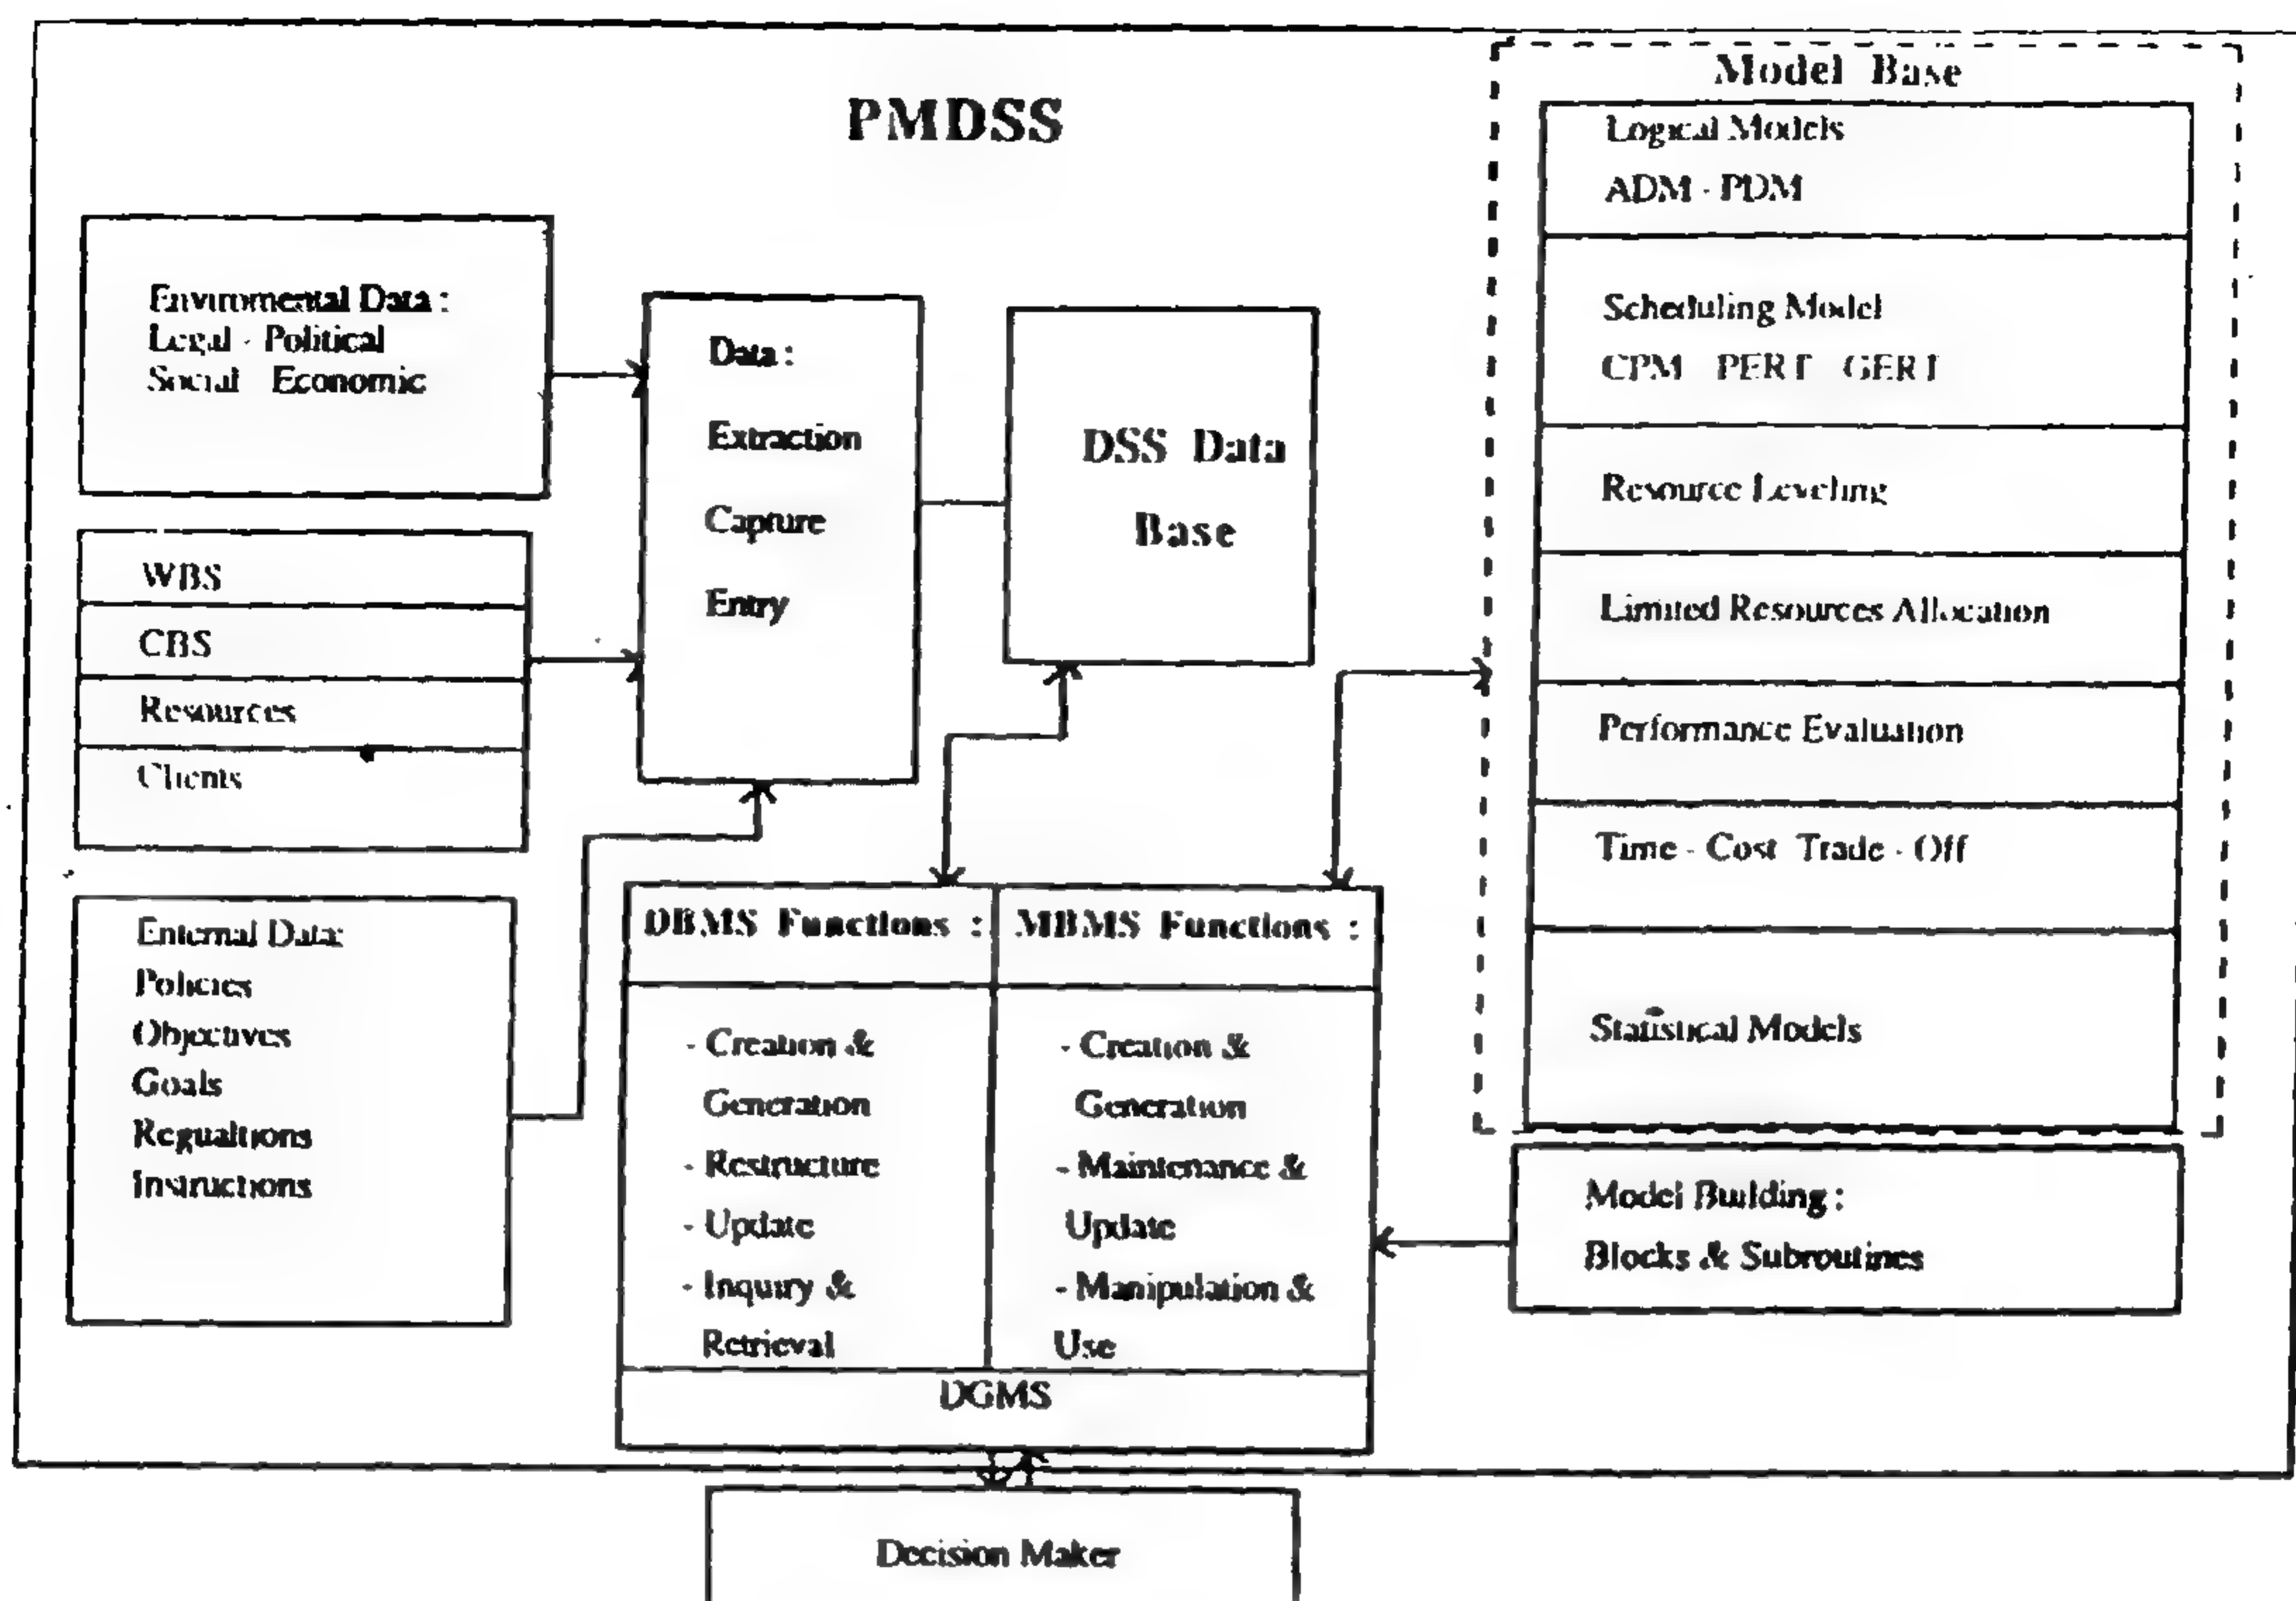 PMDSS
Enviromental Data :
Legal - Political
Social Economic
WBS
CBS
Resources
Clients
Enternal Data:
Policies
Objectives
Goals
Regualtions
Instructions
Data :
Extraction
Capture
Entry
DSS Data
Base
DBMS Functions :
- Creation &
Generation
- Restructure
- Update
- Inquiry &
Retrieval
MBMS Functions :
- Creation &
Generation
- Maintenance &
Update
- Manipulation &
Use
DGMS
Decision Maker
Model Base
Logical Models
ADM - PDM
Scheduling Model
CPM PERT GERT
Resource Leveling
Limited Resources Allocation
Performance Evaluation
Time - Cost Trade - Off
Statistical Models
Model Building :
Blocks & Subroutines